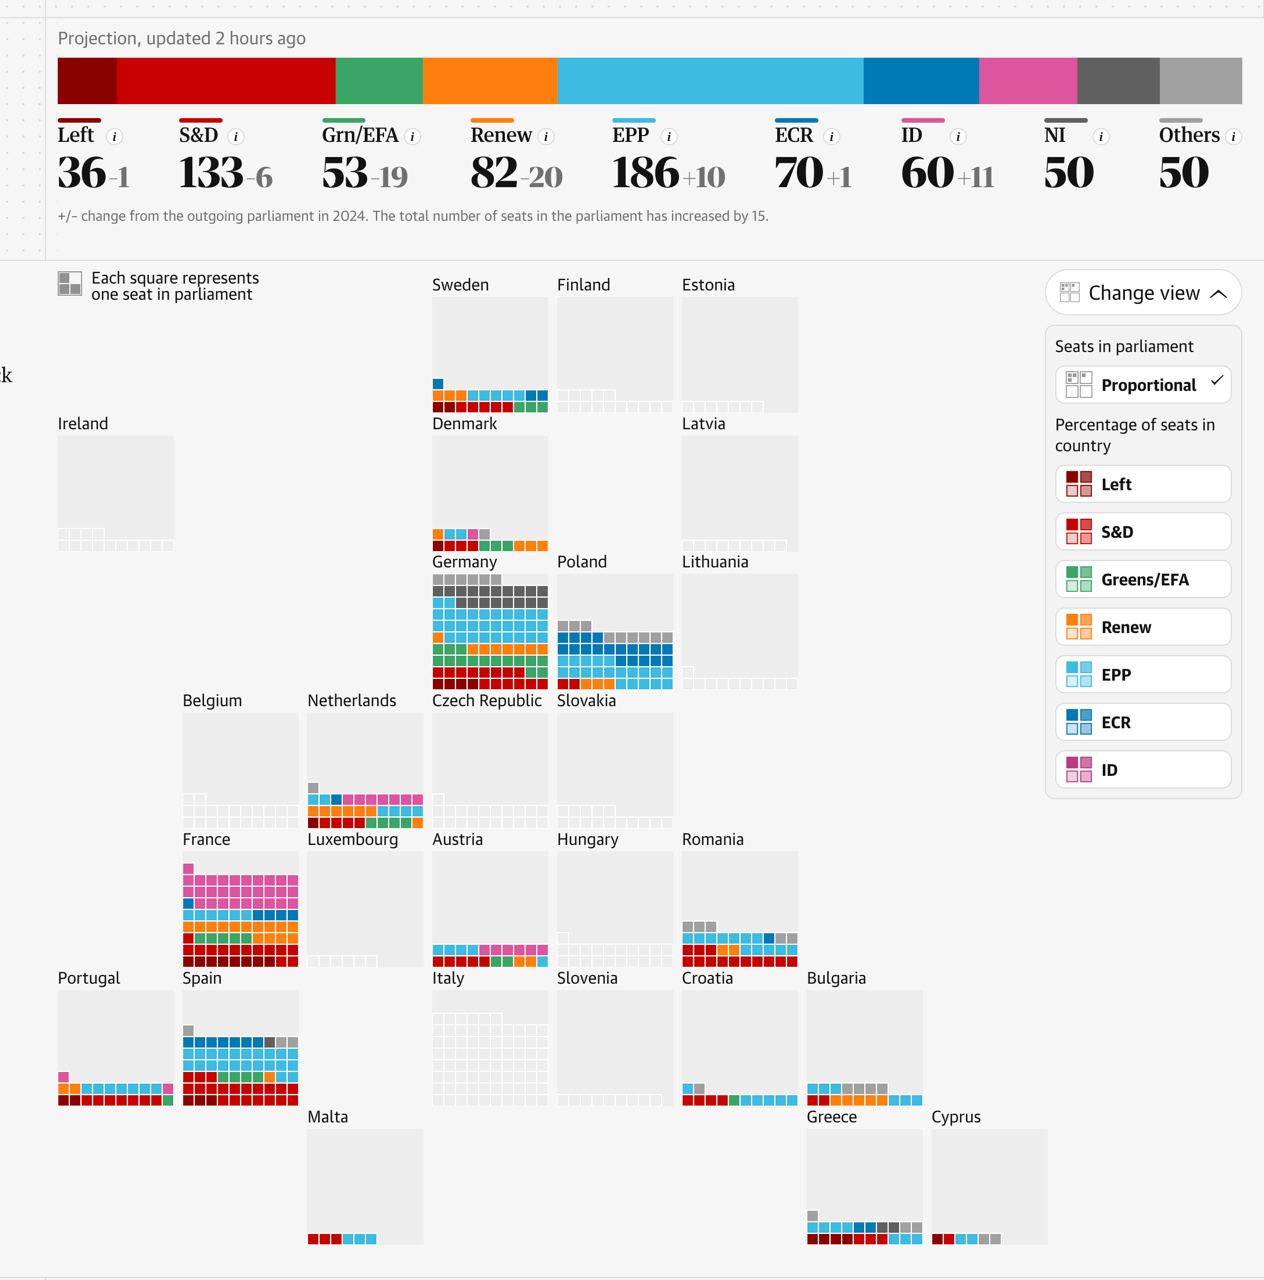 Projection, updated 2 hours ago
Left i S&D i Grn/EFA i Renew i EPP i ECR i ID i NI i Others i
36 -1 133 -6 53 -19 82 -20 186 +10 70 +1 60 +11 50 50
+/- change from the outgoing parliament in 2024. The total number of seats in the parliament has increased by 15.
Each square represents
one seat in parliament
Sweden Finland Estonia
Change view
Seats in parliament
Proportional
Percentage of seats in
country
Left
S&D
Greens/EFA
Renew
EPP
ECR
ID
ck
Ireland Denmark Latvia
Germany Poland Lithuania
Belgium Netherlands Czech Republic Slovakia
France Luxembourg Austria Hungary Romania
Portugal Spain Italy Slovenia Croatia Bulgaria
Malta Greece Cyprus